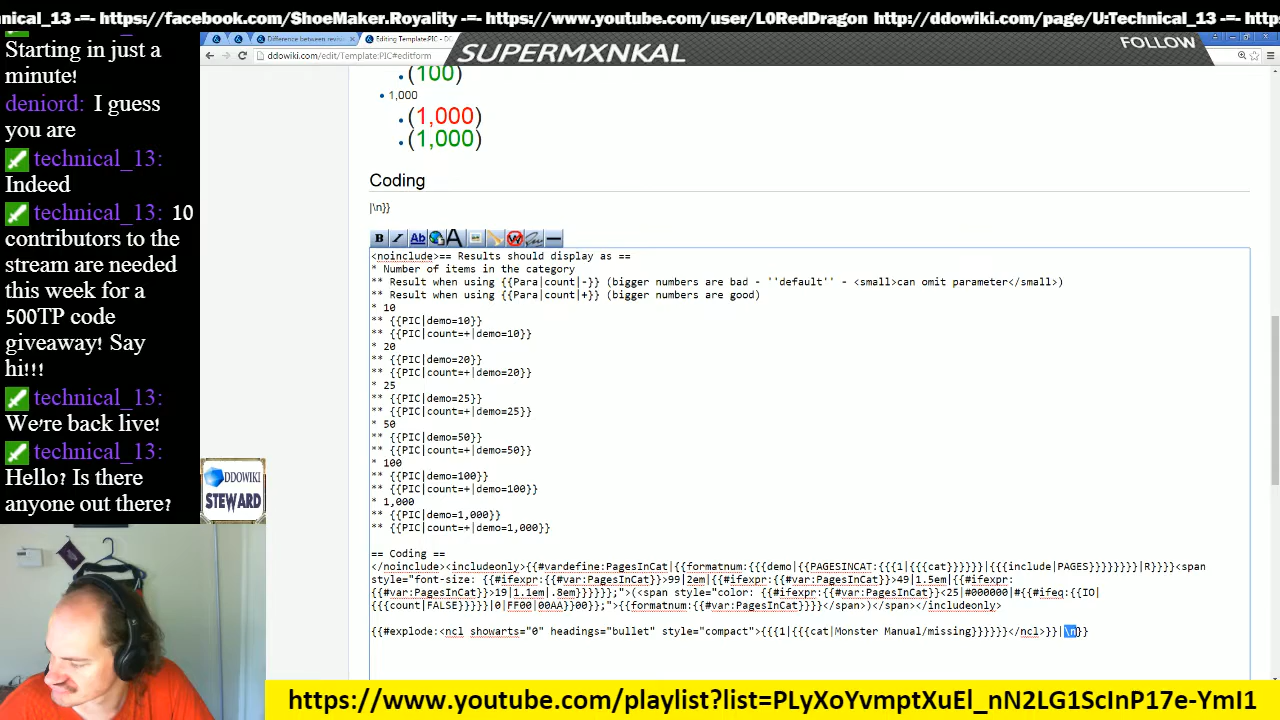 nical_13 -=- https://facebook.com/ShoeMaker.Royality -=- https://www.youtube.com/user/L0RedDragon http://ddowiki.com/page/U:Technical_13 -=- https
Starting in just a
minute!
deniord: I guess
you are
technical_13:
Indeed
technical_13: 10
contributors to the
stream are needed
this week for a
500TP code
giveaway! Say
hi!!!
technical_13:
We're back live!
technical_13:
Hello? Is there
anyone out there?
DDOWIKI
STEWARD
Difference between revis
Editing Template:PIC - DD
ddowiki.com/edit/Template:PIC#editform
SUPERMXNKAL
FOLLOW
(100)
1,000
(1,000)
(1,000)
Coding
|\n}}
B I Ab A W
<noinclude>== Results should display as ==
* Number of items in the category
** Result when using {{Para|count|-}} (bigger numbers are bad - ''default'' - <small>can omit parameter</small>)
** Result when using {{Para|count|+}} (bigger numbers are good)
* 10
** {{PIC|demo=10}}
** {{PIC|count=+|demo=10}}
* 20
** {{PIC|demo=20}}
** {{PIC|count=+|demo=20}}
* 25
** {{PIC|demo=25}}
** {{PIC|count=+|demo=25}}
* 50
** {{PIC|demo=50}}
** {{PIC|count=+|demo=50}}
* 100
** {{PIC|demo=100}}
** {{PIC|count=+|demo=100}}
* 1,000
** {{PIC|demo=1,000}}
** {{PIC|count=+|demo=1,000}}
== Coding ==
</noinclude><includeonly>{{#vardefine:PagesInCat|{{formatnum:{{{demo|{{PAGESINCAT:{{{1|{{{cat}}}}}}|{{{include|PAGES}}}}}}}}|R}}}}<span
style="font-size: {{#ifexpr:{{#var:PagesInCat}}>99|2em|{{#ifexpr:{{#var:PagesInCat}}>49|1.5em|{{#ifexpr:
{{#var:PagesInCat}}>19|1.1em|.8em}}}}}};">(<span style="color: {{#ifexpr:{{#var:PagesInCat}}<25|#000000|#{{#ifeq:{{IO|
{{{count|FALSE}}}}}|0|FF00|00AA}}00}};">{{formatnum:{{#var:PagesInCat}}}}</span>)</span></includeonly>
{{#explode:<ncl showarts="0" headings="bullet" style="compact">{{{1|{{{cat|Monster Manual/missing}}}}}}</ncl>}}|\n}}
https://www.youtube.com/playlist?list=PLyXoYvmptXuEl_nN2LG1ScInP17e-YmI1